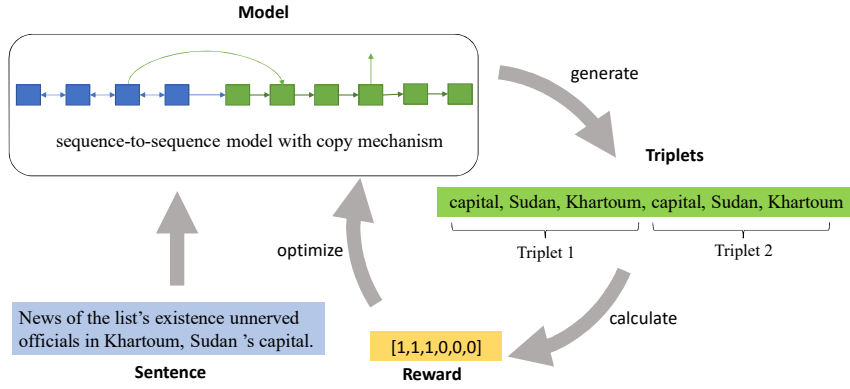 Model
sequence-to-sequence model with copy mechanism
generate
Triplets
capital, Sudan, Khartoum, capital, Sudan, Khartoum
Triplet 1
Triplet 2
optimize
calculate
News of the list's existence unnerved
officials in Khartoum, Sudan 's capital.
Sentence
[1,1,1,0,0,0]
Reward